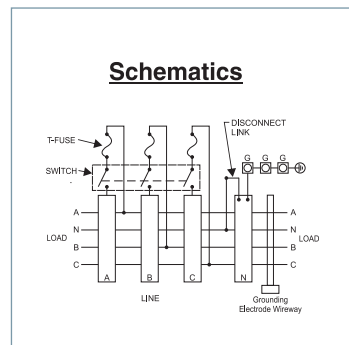 Schematics
DISCONNECT
LINK
T-FUSE
G G G
SWITCH
A A
N N
LOAD LOAD
B B
C C
A B C N
LINE
Grounding
Electrode Wireway